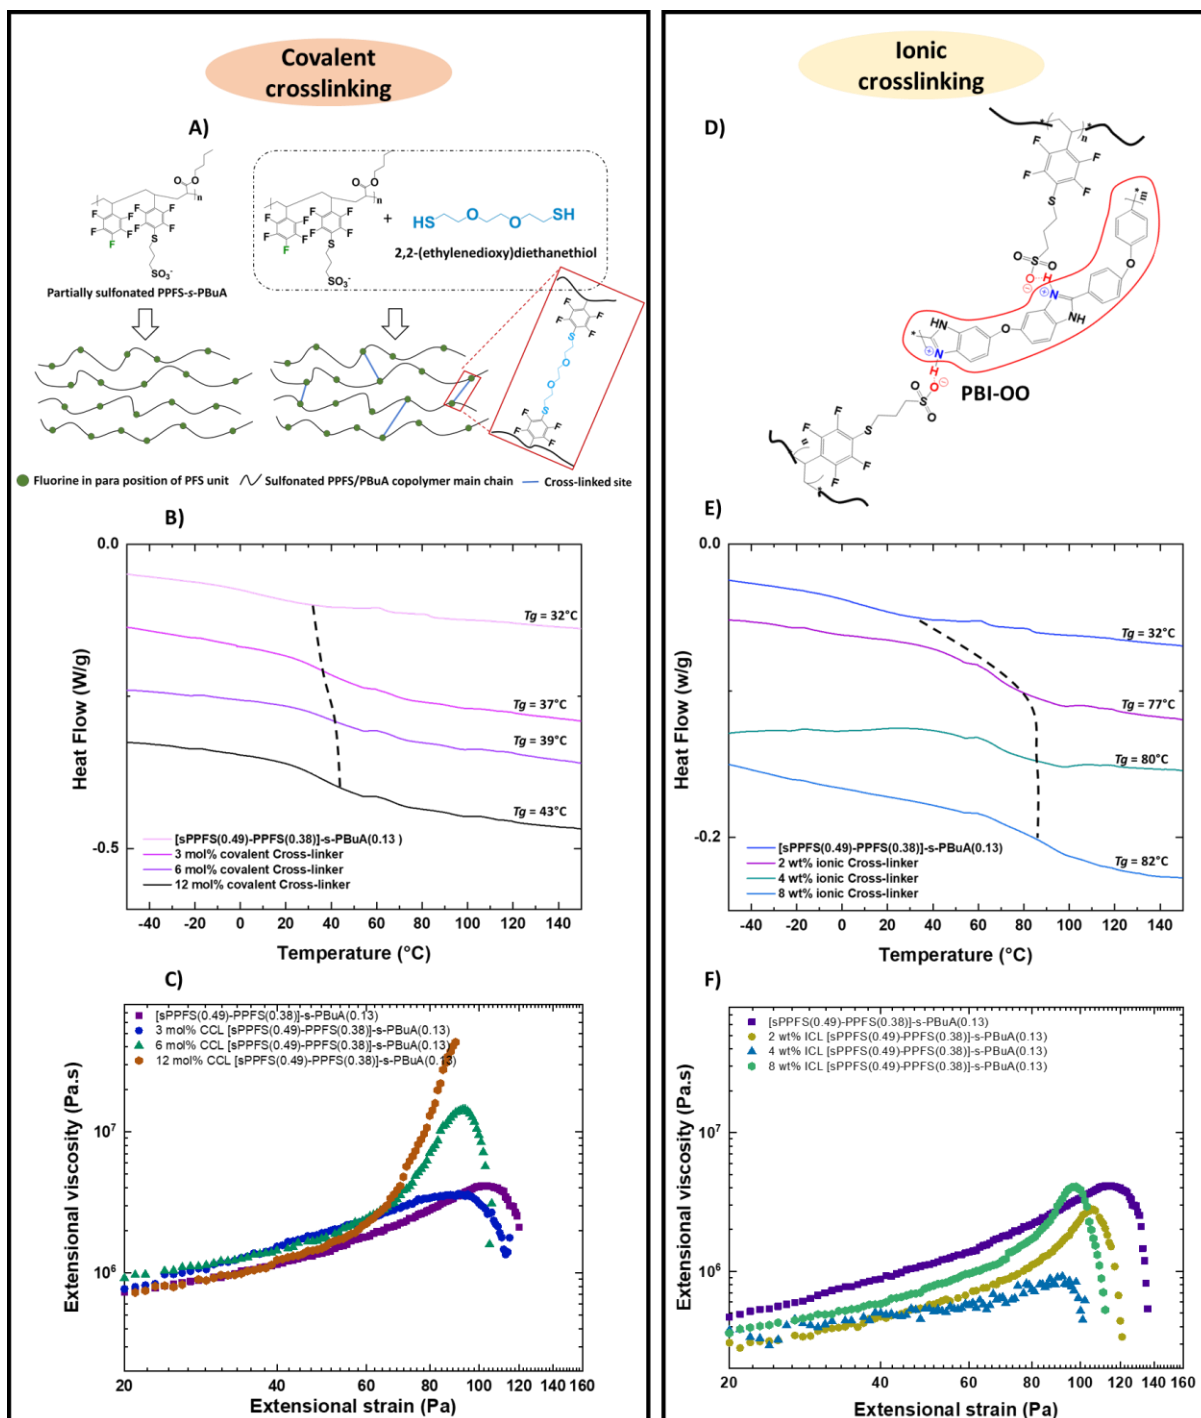 Covalent
crosslinking
A)
O
O
n
F F F F
F F F F
F
S
SO3-
Partially sulfonated PPFS-s-PBuA
O
O
n
F F F F
F F F F
F
S
SO3-
+
HS O O SH
2,2-(ethylenedioxy)diethanethiol
F F
F F
S
O
O
S
F F
F F
Fluorine in para position of PFS unit
Sulfonated PPFS/PBuA copolymer main chain
Cross-linked site
B)
0.0
-0.5
Heat Flow (W/g)
Tg = 32°C
Tg = 37°C
Tg = 39°C
Tg = 43°C
[sPPFS(0.49)-PPFS(0.38)]-s-PBuA(0.13 )
3 mol% covalent Cross-linker
6 mol% covalent Cross-linker
12 mol% covalent Cross-linker
-40 -20 0 20 40 60 80 100 120 140
Temperature (°C)
C)
[sPPFS(0.49)-PPFS(0.38)]-s-PBuA(0.13)
3 mol% CCL [sPPFS(0.49)-PPFS(0.38)]-s-PBuA(0.13)
6 mol% CCL [sPPFS(0.49)-PPFS(0.38)]-s-PBuA(0.13)
12 mol% CCL [sPPFS(0.49)-PPFS(0.38)]-s-PBuA(0.13)
10^7
10^6
Extensional viscosity (Pa.s)
20 40 60 80 100 120 140 160
Extensional strain (Pa)
Ionic
crosslinking
D)
* * n
F F
F F
S
O S O
O
H
N
NH
O
m
*
HN
O
* N
H
O
O S O
PBI-OO
S
F F
F F
n
*
*
E)
0.0
-0.2
Heat Flow (w/g)
Tg = 32°C
Tg = 77°C
Tg = 80°C
Tg = 82°C
[sPPFS(0.49)-PPFS(0.38)]-s-PBuA(0.13)
2 wt% ionic Cross-linker
4 wt% ionic Cross-linker
8 wt% ionic Cross-linker
-40 -20 0 20 40 60 80 100 120 140
Temperature (°C)
F)
[sPPFS(0.49)-PPFS(0.38)]-s-PBuA(0.13)
2 wt% ICL [sPPFS(0.49)-PPFS(0.38)]-s-PBuA(0.13)
4 wt% ICL [sPPFS(0.49)-PPFS(0.38)]-s-PBuA(0.13)
8 wt% ICL [sPPFS(0.49)-PPFS(0.38)]-s-PBuA(0.13)
10^7
10^6
Extensional viscosity (Pa.s)
20 40 60 80 100 120 140 160
Extensional strain (Pa)